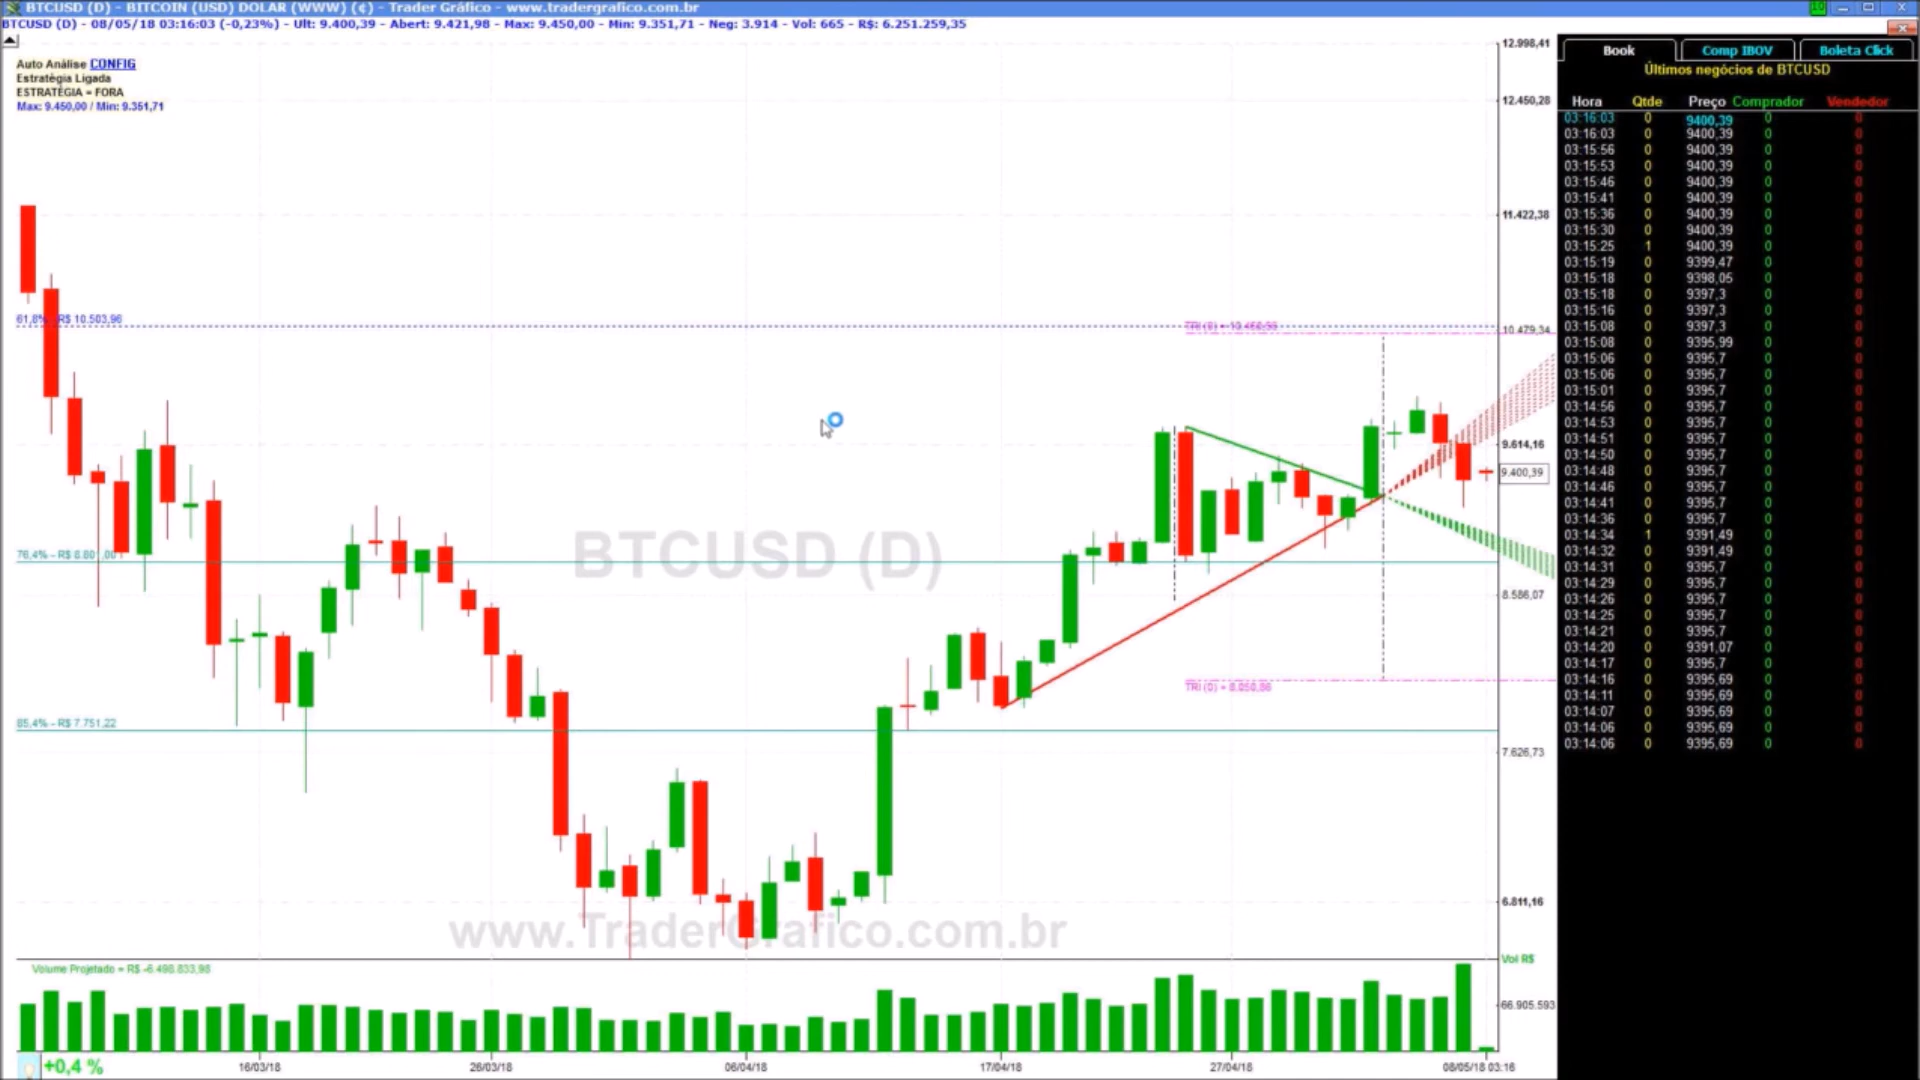 BTCUSD (D) - BITCOIN (USD) DOLAR (WWW) (¢) - Trader Gráfico - www.tradergrafico.com.br
BTCUSD (D) - 08/05/18 03:16:03 (-0,23%) - Ult: 9.400,39 - Abert: 9.421,98 - Max: 9.450,00 - Min: 9.351,71 - Neg: 3.914 - Vol: 665 - R$: 6.251.259,35
Auto Análise CONFIG
Estratégia Ligada
ESTRATÉGIA = FORA
Max: 9.450,00 / Min: 9.351,71
12.998,41
12.450,28
11.422,38
61,8% - R$ 10.503,96
10.479,34
9.614,16
9.400,39
BTCUSD (D)
8.586,07
TRI (0) = 8.050,86
85,4% - R$ 7.751,22
7.626,73
6.811,16
www.TraderGrafico.com.br
Volume Projetado = R$ -6.498.833,98
Vol R$
66.905.593
+0,4 %
16/03/18 26/03/18 06/04/18 17/04/18 27/04/18 08/05/18 03:16
Book Comp IBOV Boleta Click
Últimos negócios de BTCUSD
Hora Qtde Preço Comprador Vendedor
03:16:03 0 9400,39 0 0
03:16:03 0 9400,39 0 0
03:15:56 0 9400,39 0 0
03:15:53 0 9400,39 0 0
03:15:46 0 9400,39 0 0
03:15:41 0 9400,39 0 0
03:15:36 0 9400,39 0 0
03:15:30 0 9400,39 0 0
03:15:25 1 9400,39 0 0
03:15:19 0 9399,47 0 0
03:15:18 0 9398,05 0 0
03:15:18 0 9397,3 0 0
03:15:16 0 9397,3 0 0
03:15:08 0 9397,3 0 0
03:15:08 0 9395,99 0 0
03:15:06 0 9395,7 0 0
03:15:06 0 9395,7 0 0
03:15:01 0 9395,7 0 0
03:14:56 0 9395,7 0 0
03:14:53 0 9395,7 0 0
03:14:51 0 9395,7 0 0
03:14:50 0 9395,7 0 0
03:14:48 0 9395,7 0 0
03:14:46 0 9395,7 0 0
03:14:41 0 9395,7 0 0
03:14:36 0 9395,7 0 0
03:14:34 1 9391,49 0 0
03:14:32 0 9391,49 0 0
03:14:31 0 9395,7 0 0
03:14:29 0 9395,7 0 0
03:14:26 0 9395,7 0 0
03:14:25 0 9395,7 0 0
03:14:21 0 9395,7 0 0
03:14:20 0 9391,07 0 0
03:14:17 0 9395,7 0 0
03:14:16 0 9395,69 0 0
03:14:11 0 9395,69 0 0
03:14:07 0 9395,69 0 0
03:14:06 0 9395,69 0 0
03:14:06 0 9395,69 0 0